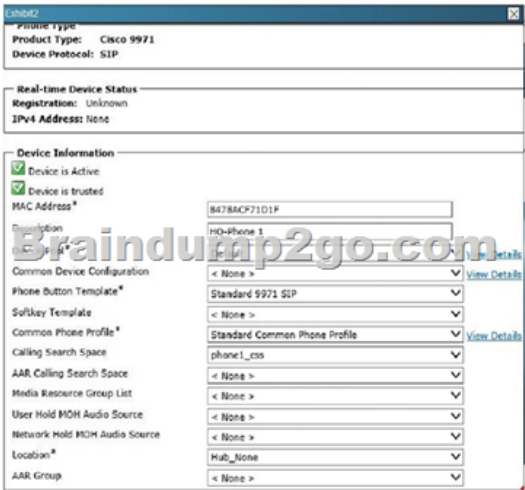 Exhibit2
Phone Type
Product Type: Cisco 9971
Device Protocol: SIP
Real-time Device Status
Registration: Unknown
IPv4 Address: None
Device Information
Device is Active
Device is trusted
MAC Address* B478ACF71D1F
Description HQ-Phone 1
Braindump2go.com
Default View Details
Common Device Configuration < None > View Details
Phone Button Template* Standard 9971 SIP
Softkey Template < None >
Common Phone Profile* Standard Common Phone Profile View Details
Calling Search Space phone1_css
AAR Calling Search Space < None >
Media Resource Group List < None >
User Hold MOH Audio Source < None >
Network Hold MOH Audio Source < None >
Location* Hub_None
AAR Group < None >